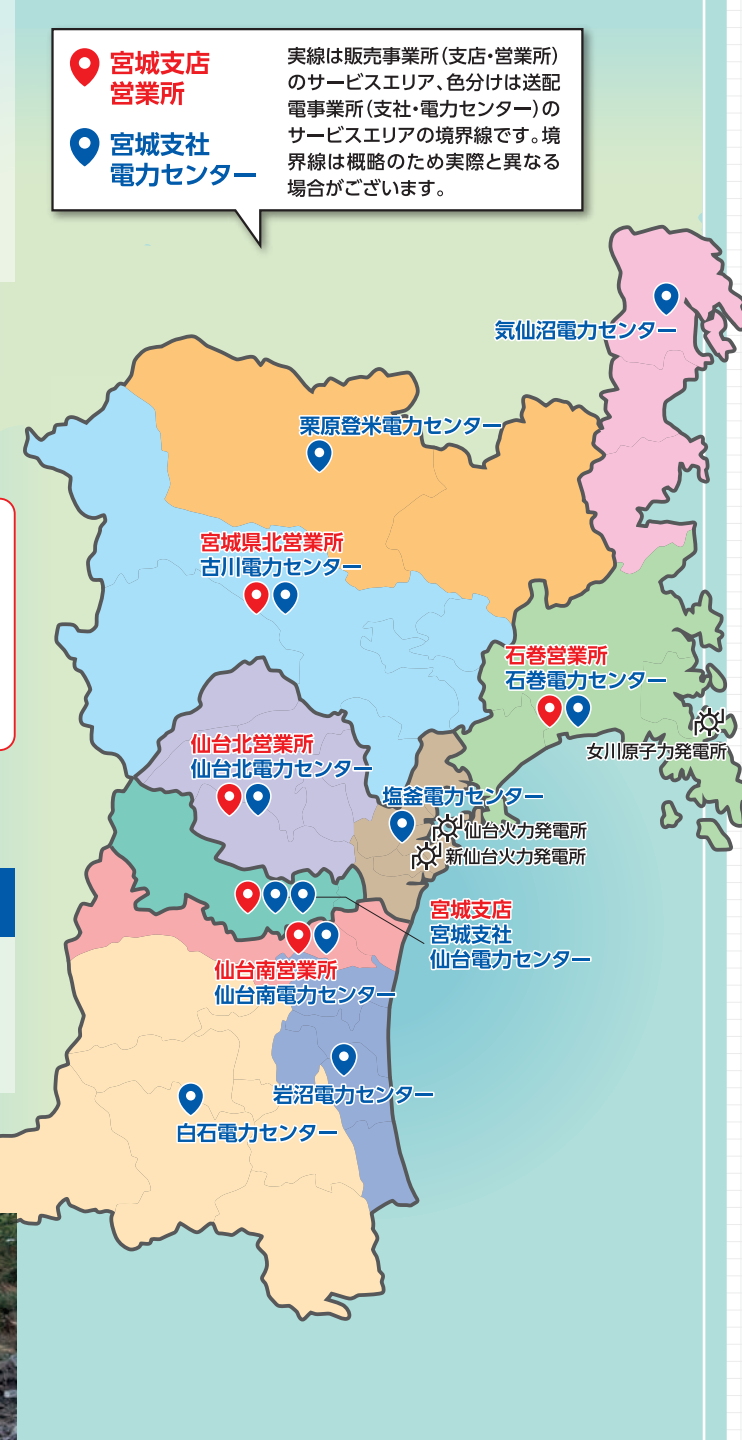 宮城支店
営業所
宮城支社
電力センター
実線は販売事業所(支店・営業所)
のサービスエリア、色分けは送配
電事業所(支社・電力センター)の
サービスエリアの境界線です。境
界線は概略のため実際と異なる
場合がございます。
気仙沼電力センター
栗原登米電力センター
宮城県北営業所
古川電力センター
石巻営業所
石巻電力センター
女川原子力発電所
仙台北営業所
仙台北電力センター
塩釜電力センター
仙台火力発電所
新仙台火力発電所
宮城支店
宮城支社
仙台電力センター
仙台南営業所
仙台南電力センター
岩沼電力センター
白石電力センター